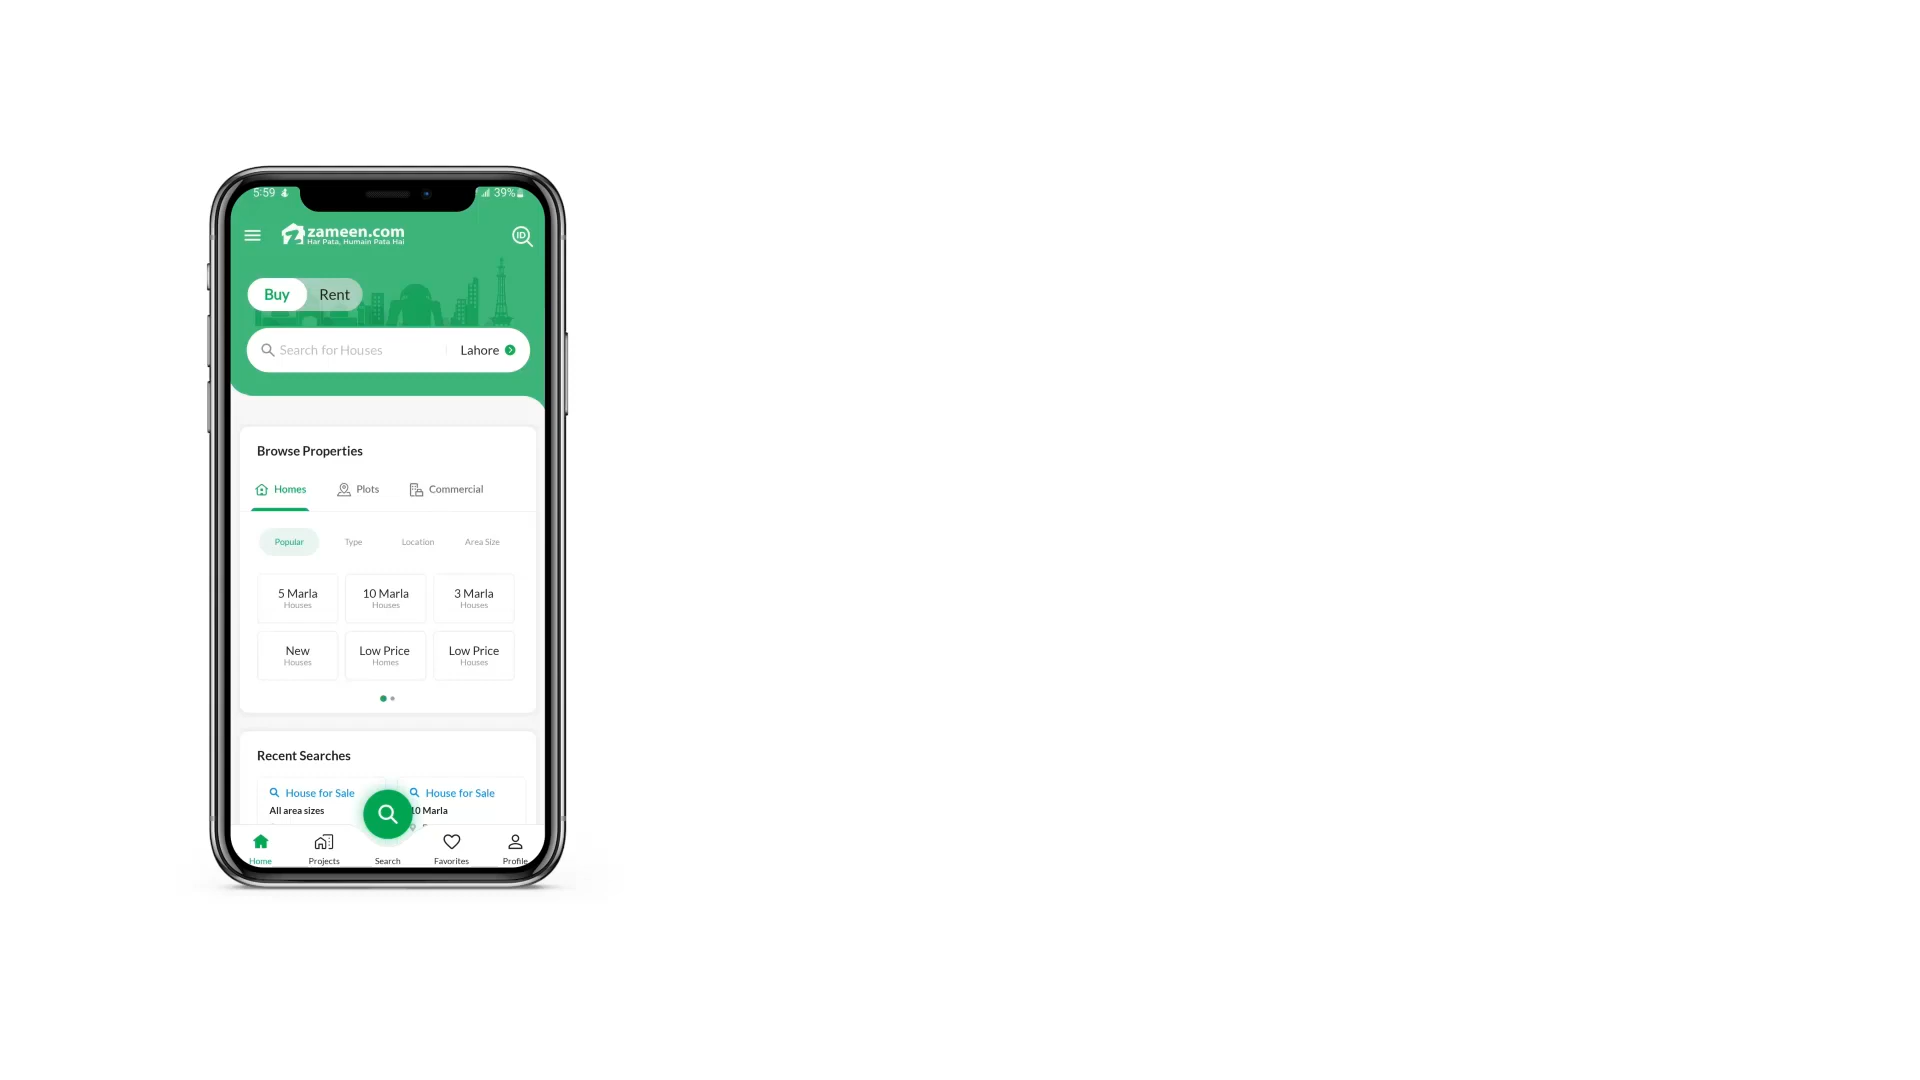 5:59 39%
zameen.com
Har Pata, Humain Pata Hai
ID
Buy Rent
Search for Houses Lahore
Browse Properties
Homes Plots Commercial
Popular Type Location Area Size
5 Marla 10 Marla 3 Marla
Houses Houses Houses
New Low Price Low Price
Houses Homes Houses
Recent Searches
House for Sale House for Sale
All area sizes 10 Marla
Home Projects Search Favorites Profile